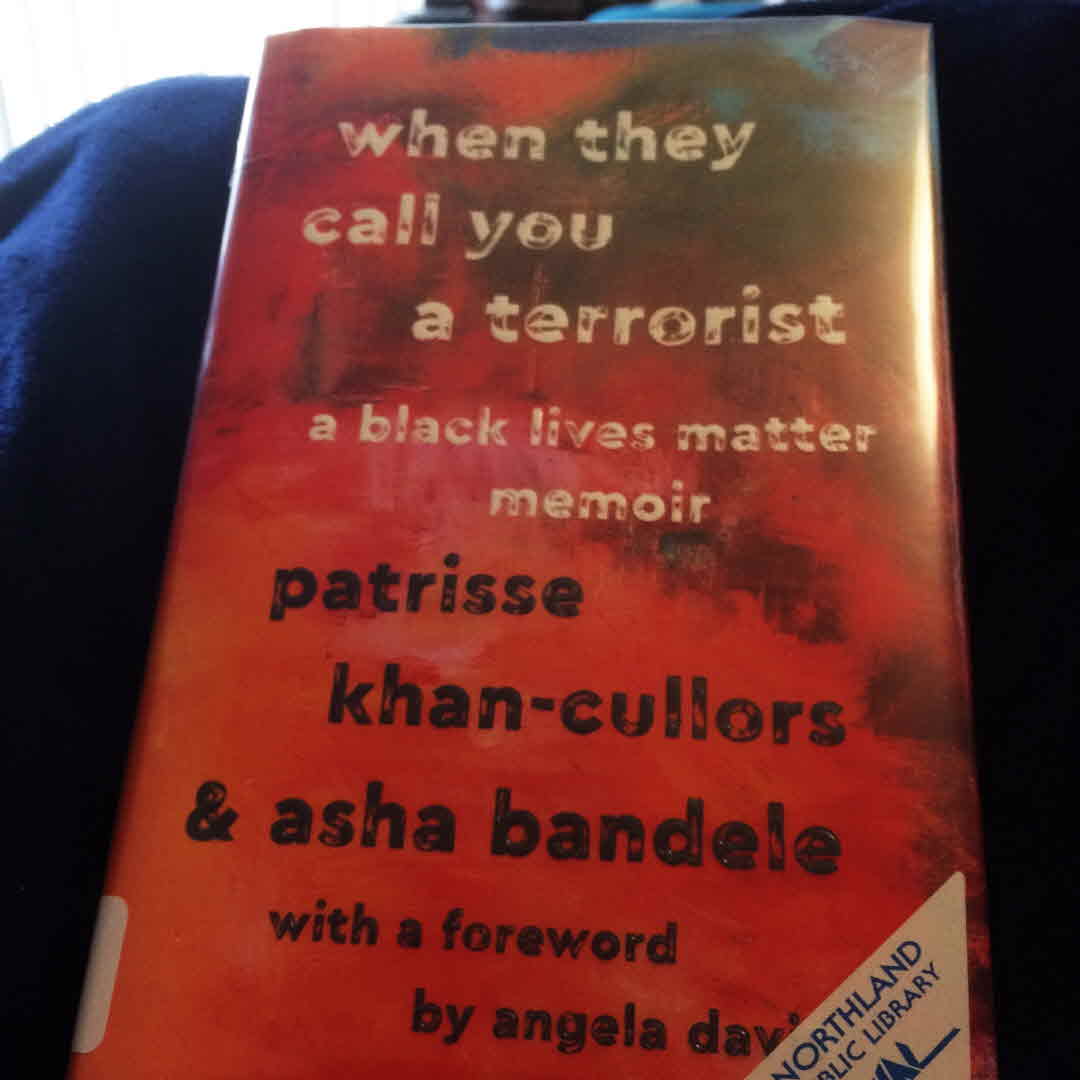 when they
call you
a terrorist
a black lives matter
memoir
patrisse
khan-cullors
& asha bandele
with a foreword
by angela
NORTHLAND
LIBRARY